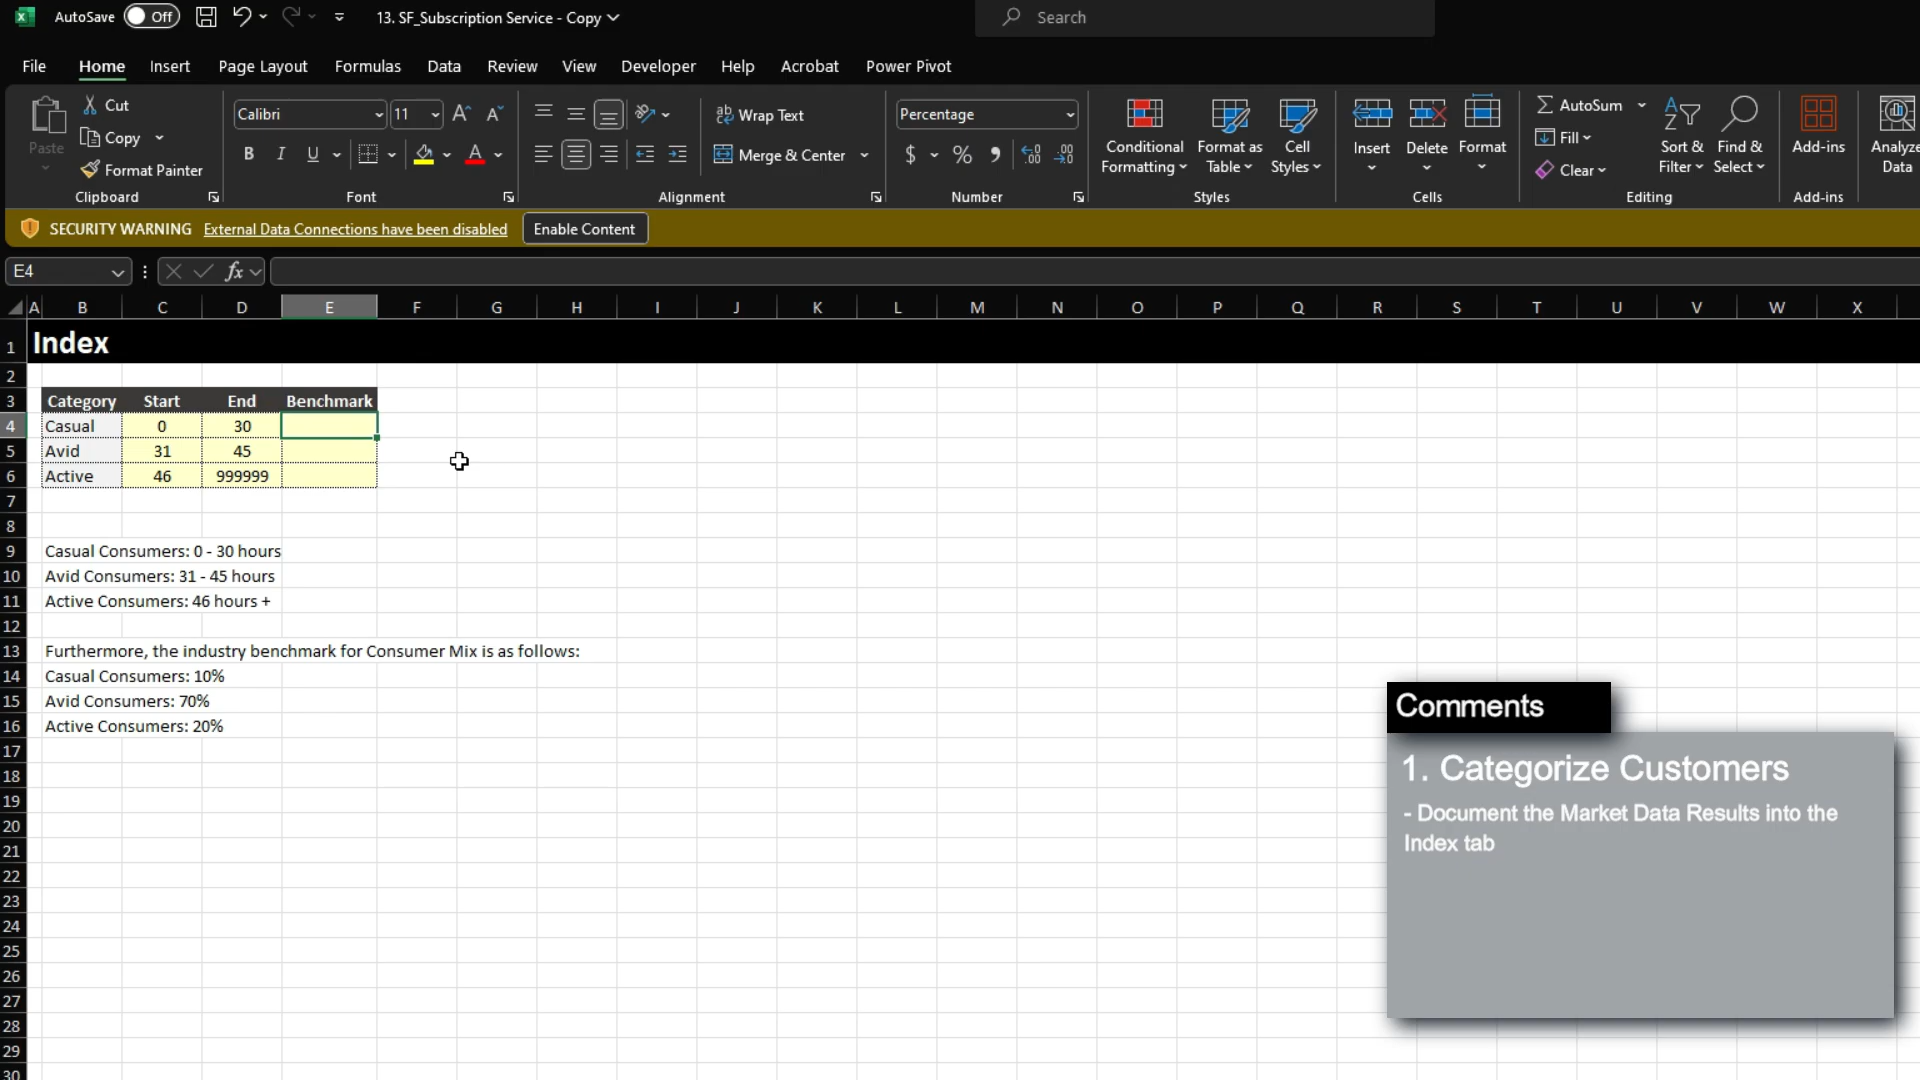 AutoSave Off 13. SF_Subscription Service - Copy Search
File Home Insert Page Layout Formulas Data Review View Developer Help Acrobat Power Pivot
Paste Cut Copy Format Painter Clipboard
Calibri 11 B I U Font
Wrap Text Merge & Center Alignment
Percentage $ % Number
Conditional Formatting Format as Table Cell Styles Styles
Insert Delete Format Cells
AutoSum Fill Clear Sort & Filter Find & Select Editing
Add-ins Add-ins
Analyze Data
SECURITY WARNING External Data Connections have been disabled Enable Content
E4 fx
A B C D E F G H I J K L M N O P Q R S T U V W X
1 Index
2
3 Category Start End Benchmark
4 Casual 0 30
5 Avid 31 45
6 Active 46 999999
7
8
9 Casual Consumers: 0 - 30 hours
10 Avid Consumers: 31 - 45 hours
11 Active Consumers: 46 hours +
12
13 Furthermore, the industry benchmark for Consumer Mix is as follows:
14 Casual Consumers: 10%
15 Avid Consumers: 70%
16 Active Consumers: 20%
17
18
19
20
21
22
23
24
25
26
27
28
29
30
Comments
1. Categorize Customers
- Document the Market Data Results into the
Index tab